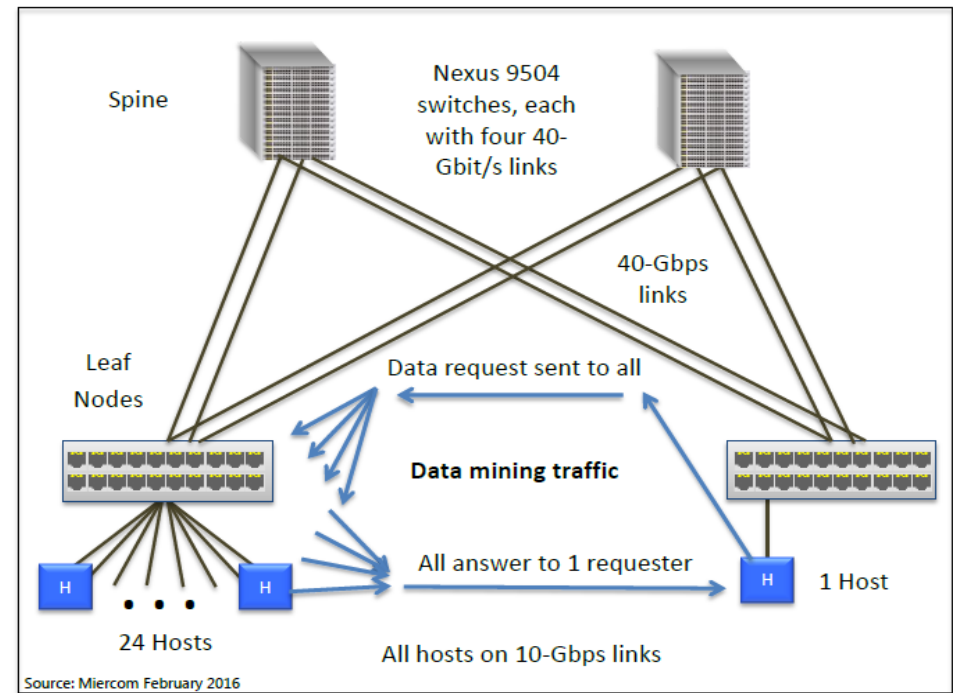 Spine
Nexus 9504
switches, each
with four 40-
Gbit/s links
40-Gbps
links
Leaf
Nodes
Data request sent to all
Data mining traffic
All answer to 1 requester
H
H
• • •
24 Hosts
H
1 Host
All hosts on 10-Gbps links
Source: Miercom February 2016